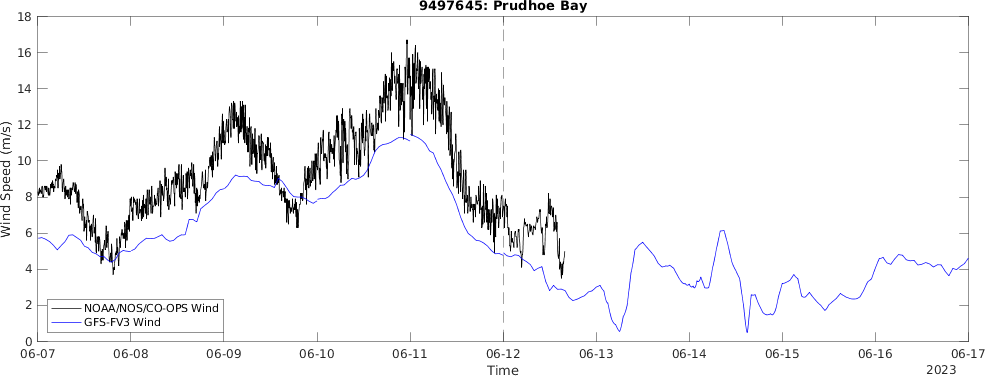 9497645: Prudhoe Bay
18
16
14
12
10
8
6
4
2
0
Wind Speed (m/s)
NOAA/NOS/CO-OPS Wind
GFS-FV3 Wind
06-07 06-08 06-09 06-10 06-11 06-12 06-13 06-14 06-15 06-16 06-17
Time
2023